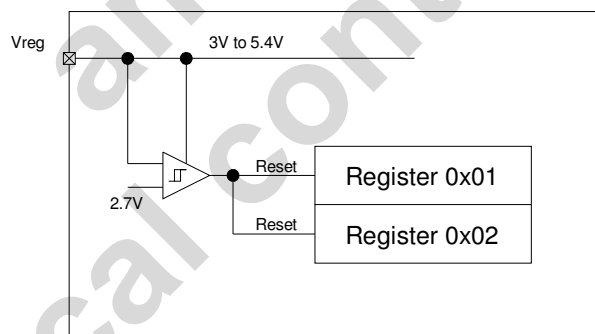 Vreg
3V to 5.4V
2.7V
Reset
Register 0x01
Reset
Register 0x02